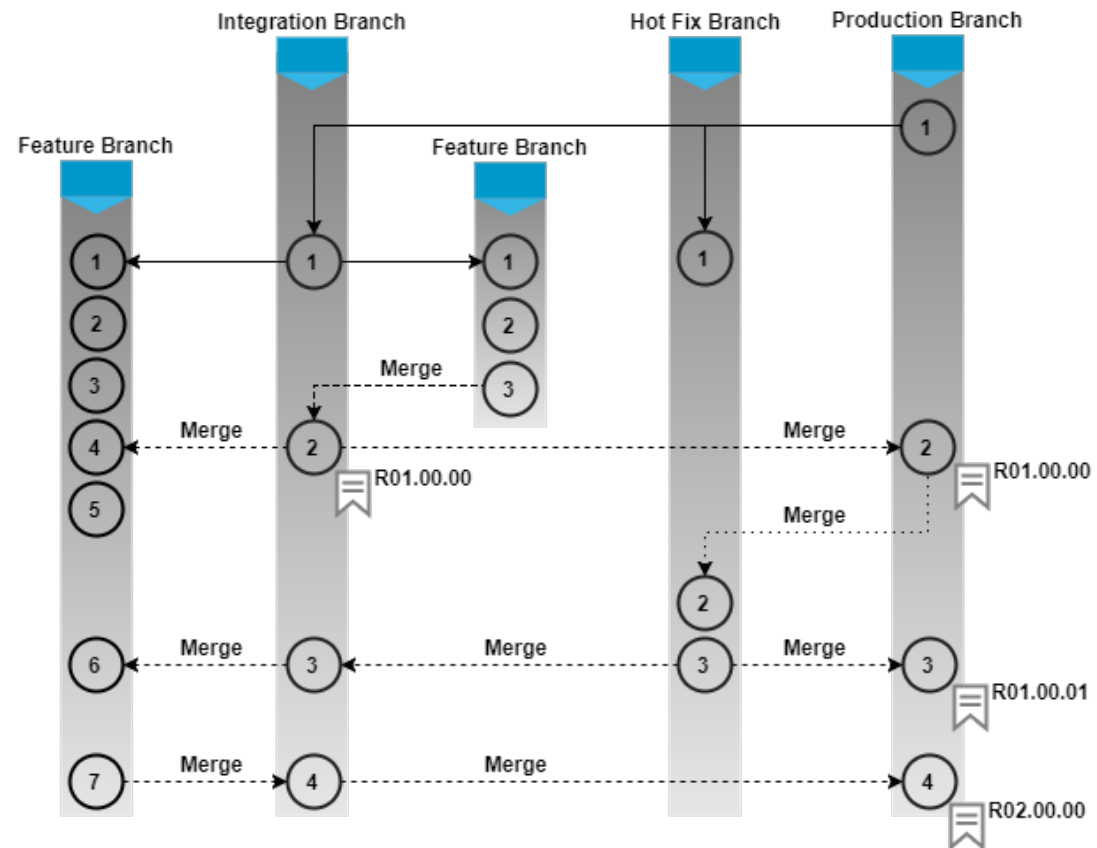 Integration Branch
Hot Fix Branch
Production Branch
1
Feature Branch
Feature Branch
1
1
1
1
2
2
3
Merge
3
Merge
4
2
Merge
2
R01.00.00
R01.00.00
5
Merge
2
Merge
Merge
Merge
6
3
3
3
R01.00.01
Merge
Merge
7
4
4
R02.00.00